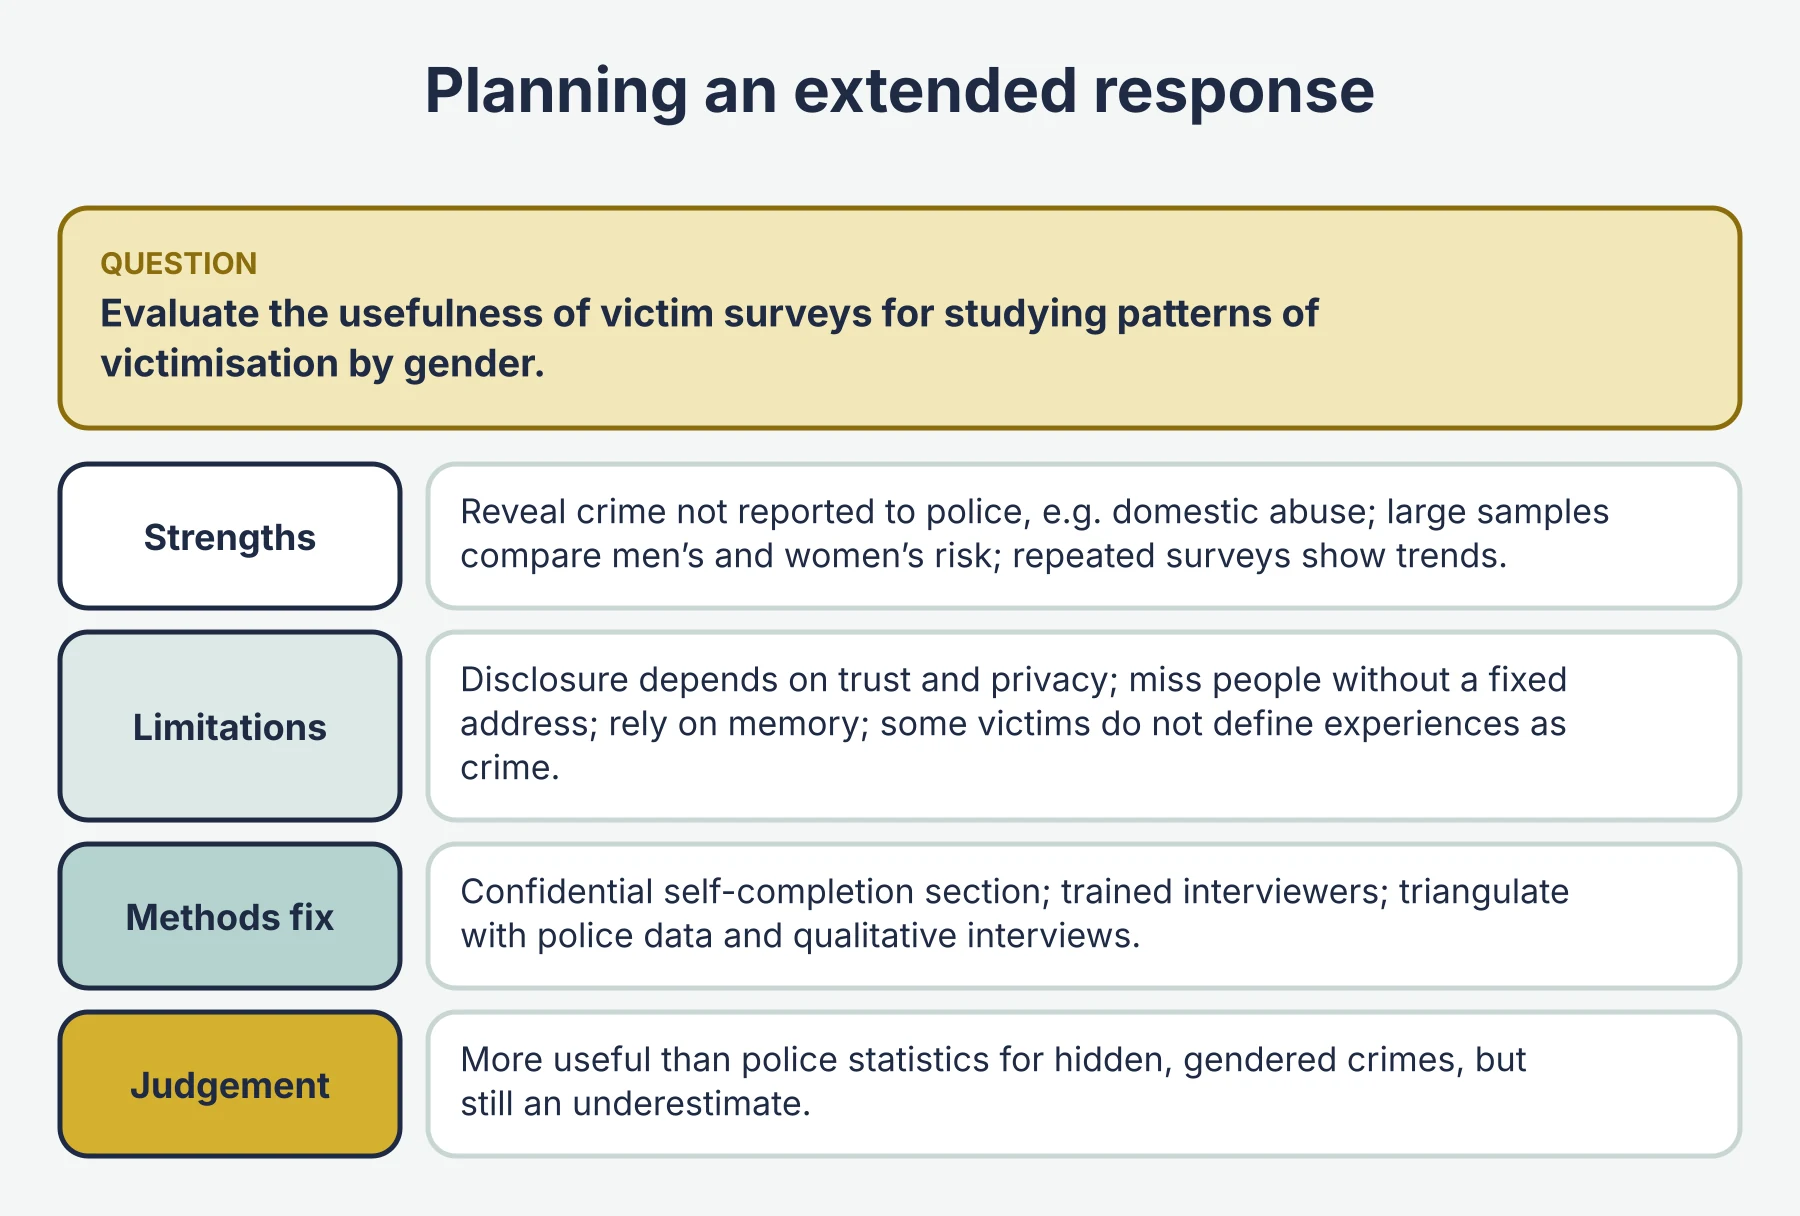 Planning an extended response
QUESTION
Evaluate the usefulness of victim surveys for studying patterns of
victimisation by gender.
Strengths
Reveal crime not reported to police, e.g. domestic abuse; large samples
compare men’s and women’s risk; repeated surveys show trends.
Limitations
Disclosure depends on trust and privacy; miss people without a fixed
address; rely on memory; some victims do not define experiences as
crime.
Methods fix
Confidential self-completion section; trained interviewers; triangulate
with police data and qualitative interviews.
Judgement
More useful than police statistics for hidden, gendered crimes, but
still an underestimate.